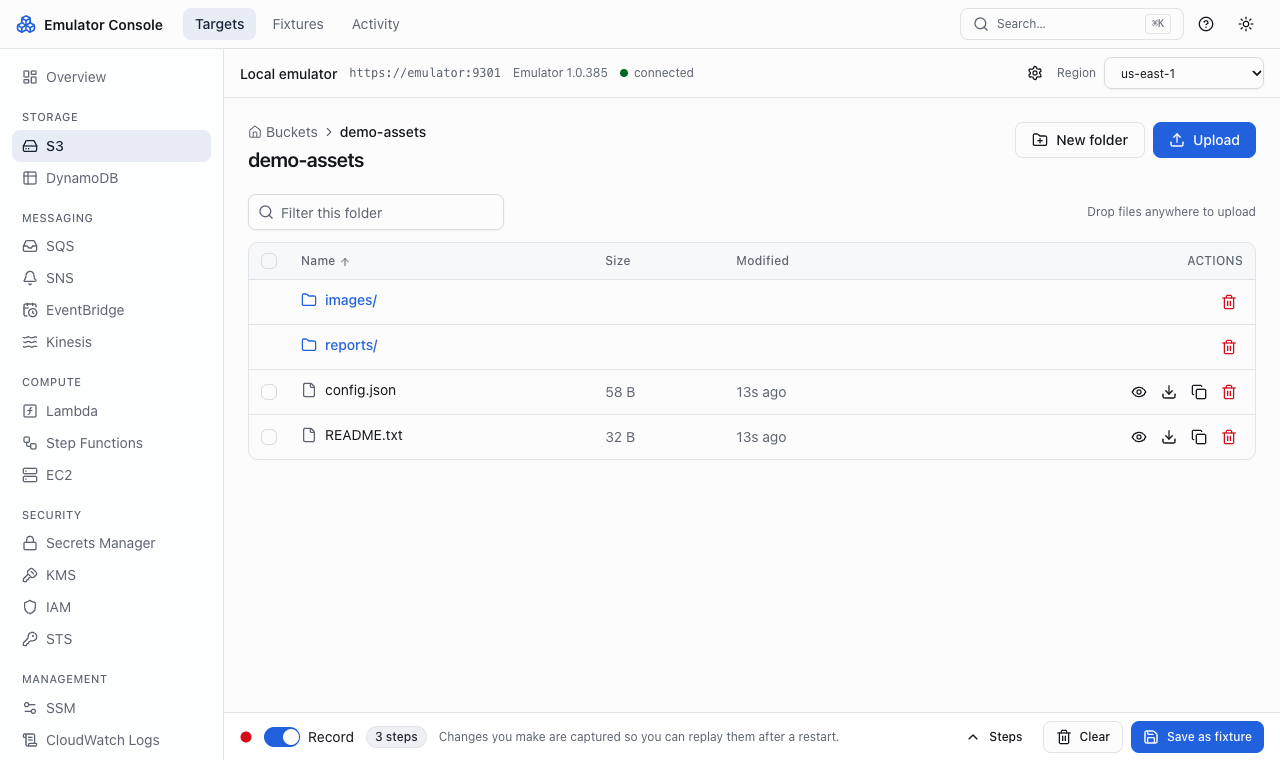 Emulator Console
Targets
Fixtures
Activity
Search...
⌘K
Overview
STORAGE
S3
DynamoDB
MESSAGING
SQS
SNS
EventBridge
Kinesis
COMPUTE
Lambda
Step Functions
EC2
SECURITY
Secrets Manager
KMS
IAM
STS
MANAGEMENT
SSM
CloudWatch Logs
Local emulator https://emulator:9301 Emulator 1.0.385 connected
Region us-east-1
Buckets > demo-assets
demo-assets
New folder
Upload
Filter this folder
Drop files anywhere to upload
Name ↑ Size Modified ACTIONS
images/
reports/
config.json 58 B 13s ago
README.txt 32 B 13s ago
Record 3 steps Changes you make are captured so you can replay them after a restart.
Steps
Clear
Save as fixture